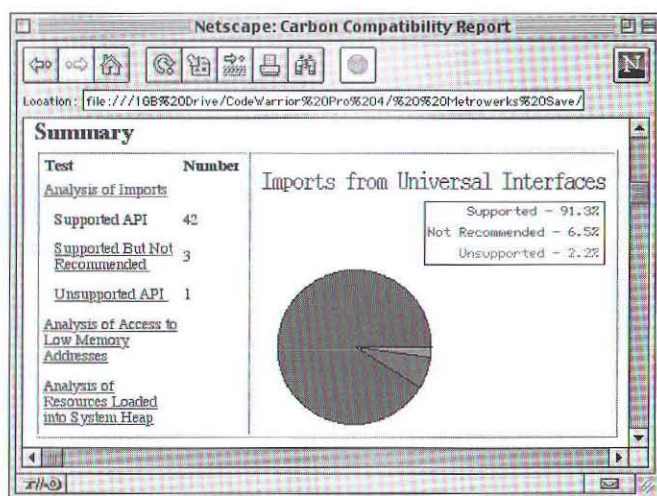 Netscape: Carbon Compatibility Report
N
Location: file:///1GB%20Drive/CodeWarrior%20Pro%204/%20%20Metrowerks%20Save/
Summary
Test Number
Analysis of Imports
Supported API 42
Supported But Not
Recommended 3
Unsupported API 1
Analysis of Access to
Low Memory
Addresses
Analysis of
Resources Loaded
into System Heap
Imports from Universal Interfaces
Supported - 91.3%
Not Recommended - 6.5%
Unsupported - 2.2%